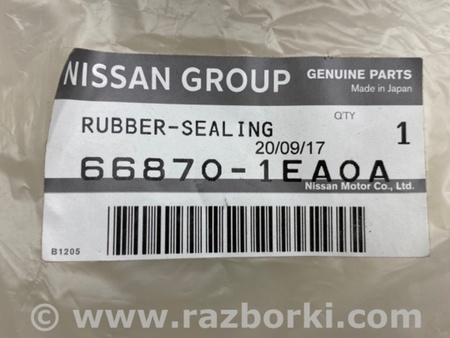 NISSAN GROUP
GENUINE PARTS
Made in Japan
RUBBER-SEALING
Q'TY
1
20/09/17
66870-1EA0A
Nissan Motor Co., Ltd.
B1205
www.razborki.com